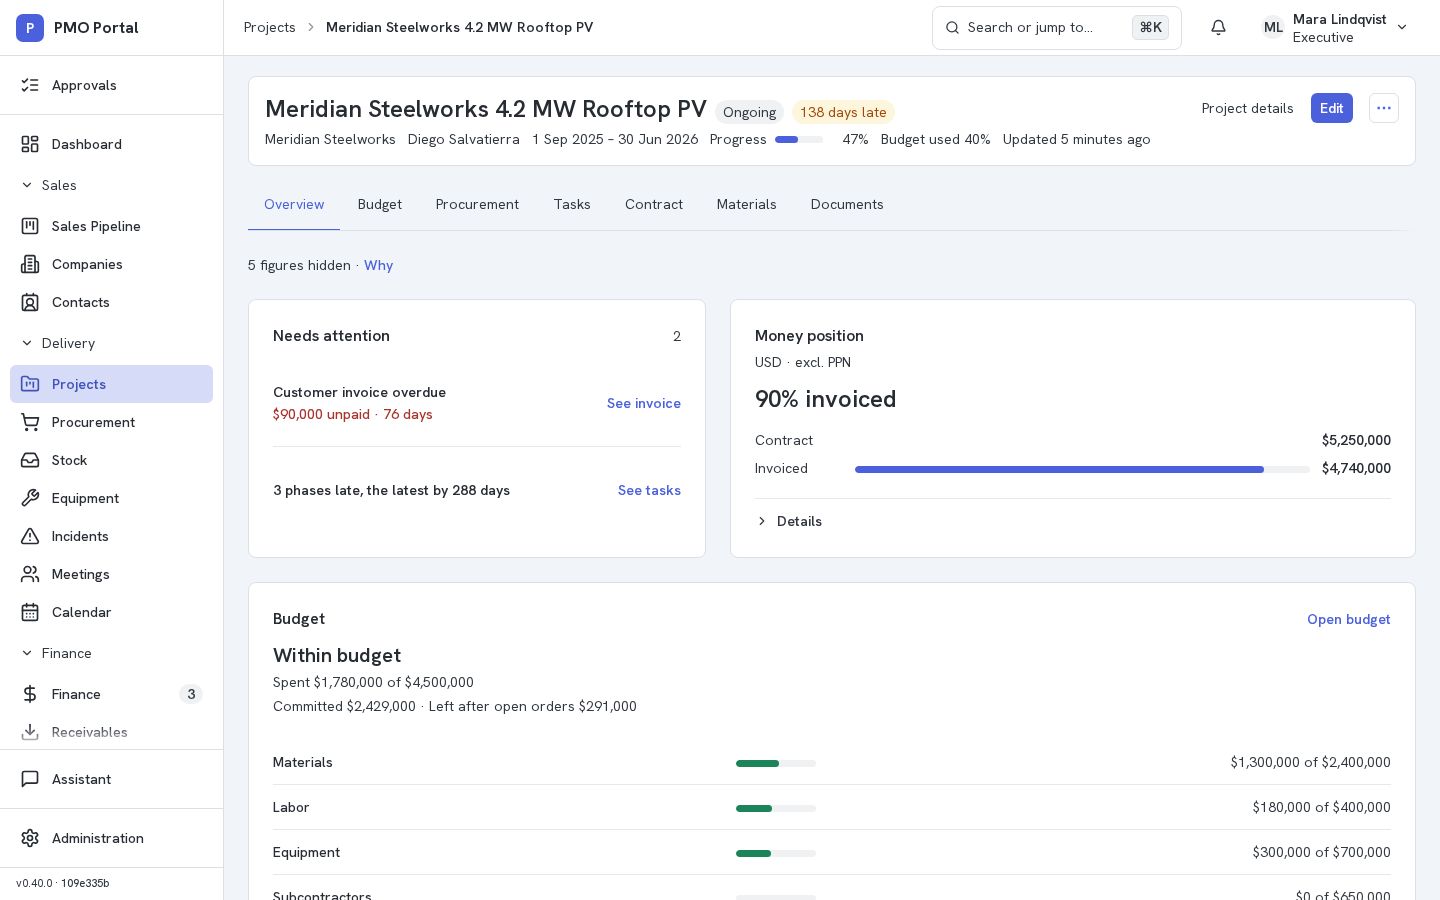 P PMO Portal
Projects > Meridian Steelworks 4.2 MW Rooftop PV
Search or jump to... ⌘K
ML Mara Lindqvist
Executive
Approvals
Dashboard
Sales
Sales Pipeline
Companies
Contacts
Delivery
Projects
Procurement
Stock
Equipment
Incidents
Meetings
Calendar
Finance
Finance 3
Receivables
Assistant
Administration
v0.40.0 · 109e335b
Meridian Steelworks 4.2 MW Rooftop PV Ongoing 138 days late
Project details Edit ...
Meridian Steelworks Diego Salvatierra 1 Sep 2025 – 30 Jun 2026 Progress 47% Budget used 40% Updated 5 minutes ago
Overview Budget Procurement Tasks Contract Materials Documents
5 figures hidden · Why
Needs attention 2
Customer invoice overdue
$90,000 unpaid · 76 days
See invoice
3 phases late, the latest by 288 days See tasks
Money position
USD · excl. PPN
90% invoiced
Contract $5,250,000
Invoiced $4,740,000
Details
Budget Open budget
Within budget
Spent $1,780,000 of $4,500,000
Committed $2,429,000 · Left after open orders $291,000
Materials $1,300,000 of $2,400,000
Labor $180,000 of $400,000
Equipment $300,000 of $700,000
Subcontractors $0 of $650,000